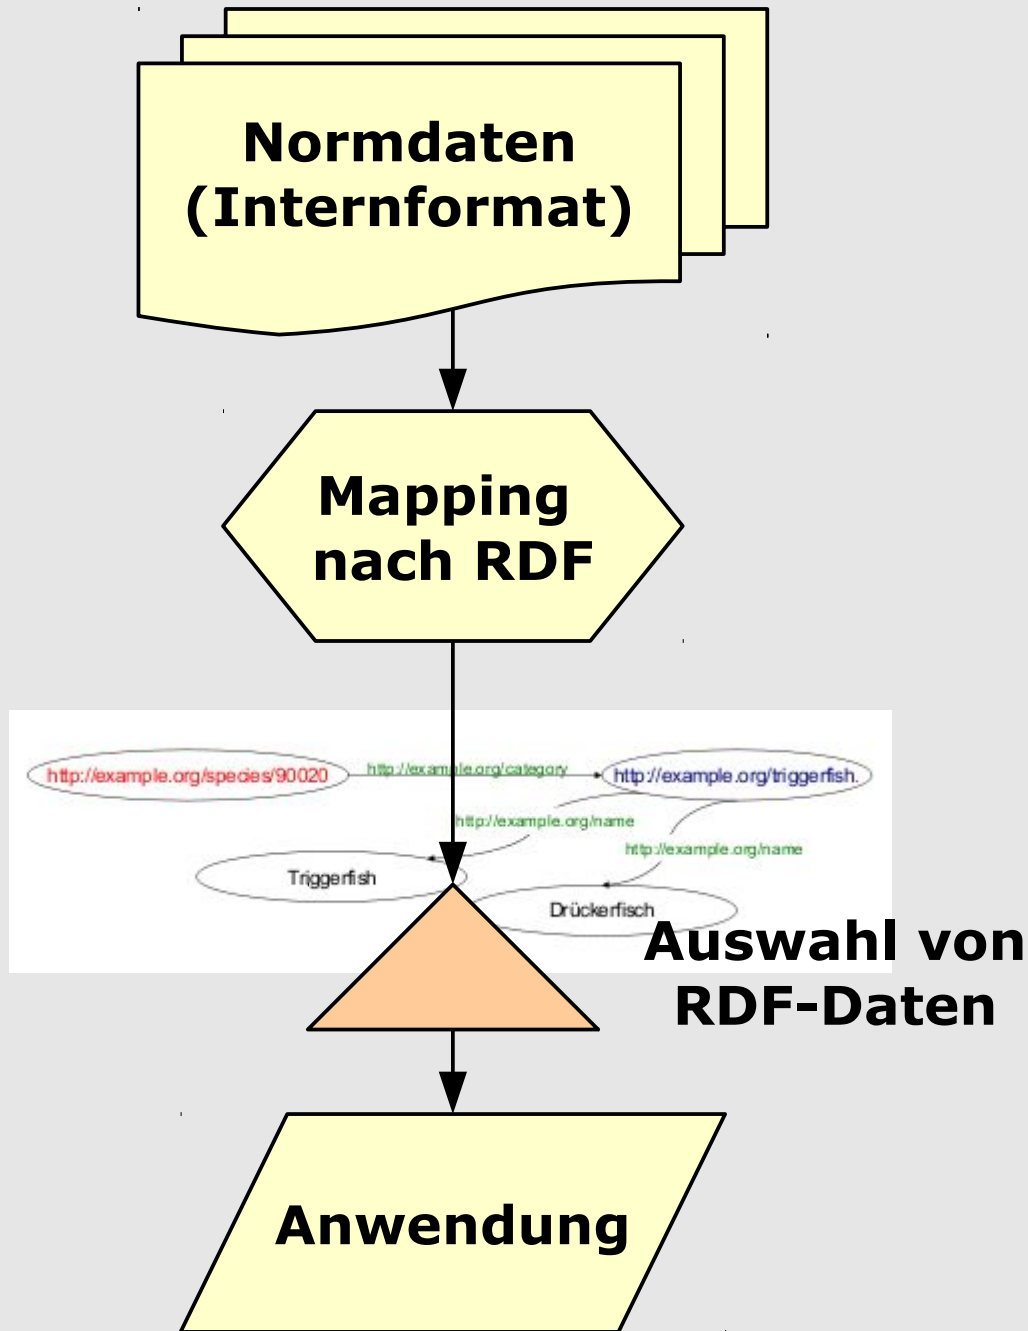 Normdaten
(Internformat)
Mapping
nach RDF
http://example.org/species/90020
http://example.org/category
http://example.org/triggerfish.
http://example.org/name
http://example.org/name
Triggerfish
Drückerfisch
Auswahl von
RDF-Daten
Anwendung